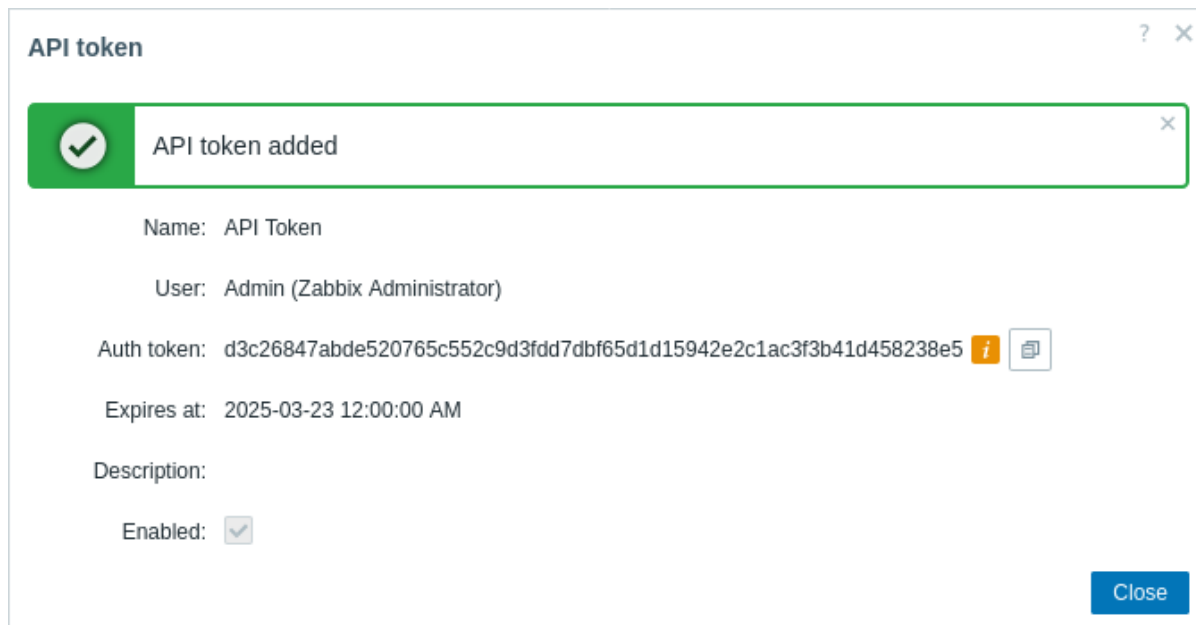 API token
?
API token added
Name: API Token
User: Admin (Zabbix Administrator)
Auth token: d3c26847abde520765c552c9d3fdd7dbf65d1d15942e2c1ac3f3b41d458238e5 i
Expires at: 2025-03-23 12:00:00 AM
Description:
Enabled:
Close